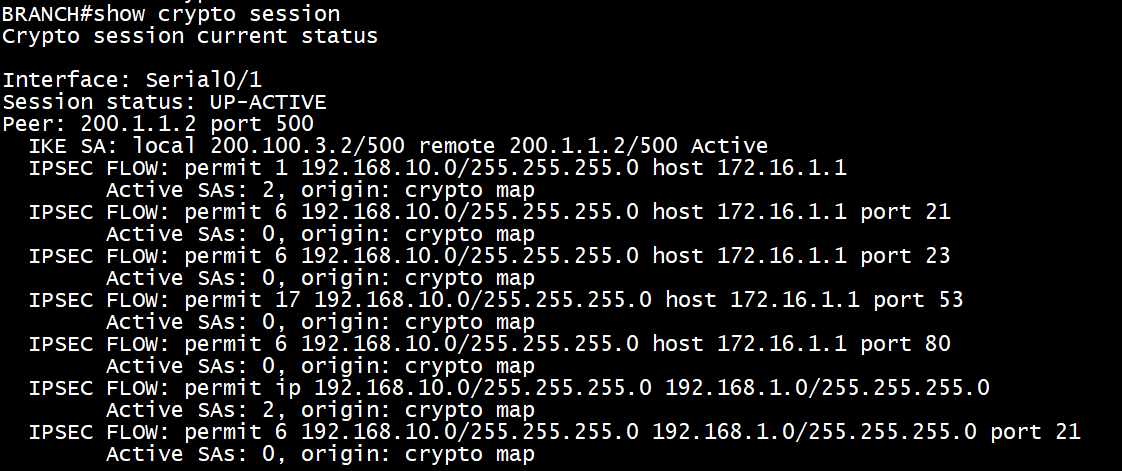 BRANCH#show crypto session
Crypto session current status
Interface: Serial0/1
Session status: UP-ACTIVE
Peer: 200.1.1.2 port 500
IKE SA: local 200.100.3.2/500 remote 200.1.1.2/500 Active
IPSEC FLOW: permit 1 192.168.10.0/255.255.255.0 host 172.16.1.1
Active SAs: 2, origin: crypto map
IPSEC FLOW: permit 6 192.168.10.0/255.255.255.0 host 172.16.1.1 port 21
Active SAs: 0, origin: crypto map
IPSEC FLOW: permit 6 192.168.10.0/255.255.255.0 host 172.16.1.1 port 23
Active SAs: 0, origin: crypto map
IPSEC FLOW: permit 17 192.168.10.0/255.255.255.0 host 172.16.1.1 port 53
Active SAs: 0, origin: crypto map
IPSEC FLOW: permit 6 192.168.10.0/255.255.255.0 host 172.16.1.1 port 80
Active SAs: 0, origin: crypto map
IPSEC FLOW: permit ip 192.168.10.0/255.255.255.0 192.168.1.0/255.255.255.0
Active SAs: 2, origin: crypto map
IPSEC FLOW: permit 6 192.168.10.0/255.255.255.0 192.168.1.0/255.255.255.0 port 21
Active SAs: 0, origin: crypto map